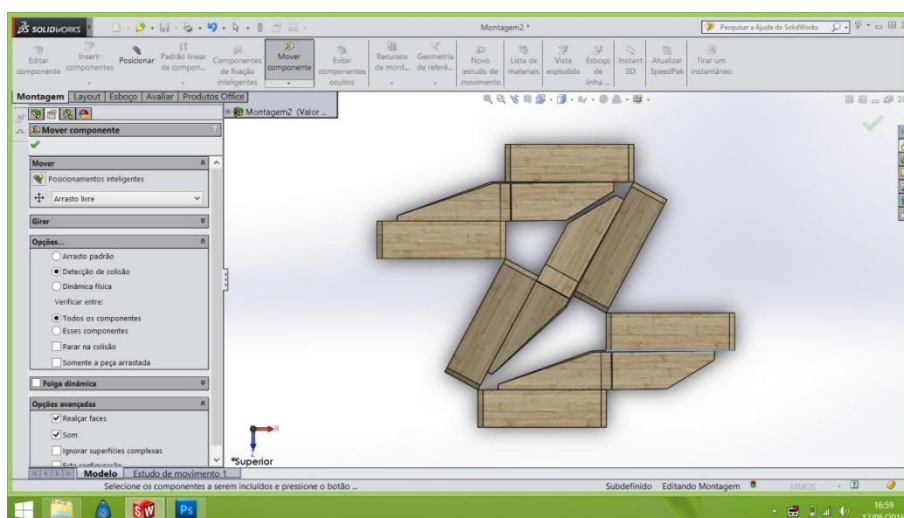 SOLIDWORKS
Montagem2 *
Pesquisar a Ajuda do SolidWorks
Editar componente
Inserir componentes
Posicionar
Padrão linear de compon...
Componentes de fixação inteligentes
Mover componente
Exibir componentes ocultos
Recursos de mont...
Geometria de referê...
Novo estudo de movimento
Lista de materiais
Vista explodida
Esboço de linha ...
Instant 3D
Atualizar SpeedPak
Tirar um instantâneo
Montagem Layout Esboço Avaliar Produtos Office
Montagem2 (Valor ...
Mover componente
?
Mover
Posicionamentos inteligentes
Arrasto livre
Girar
Opções...
Arrasto padrão
Detecção de colisão
Dinâmica física
Verificar entre:
Todos os componentes
Esses componentes
Parar na colisão
Somente a peça arrastada
Folga dinâmica
Opções avançadas
Realçar faces
Som
Ignorar superfícies complexas
Esta configuração
X
Z
*Superior
Modelo Estudo de movimento 1
Selecione os componentes a serem incluídos e pressione o botão ...
Subdefinido Editando Montagem MMGS
SW Ps
16:59